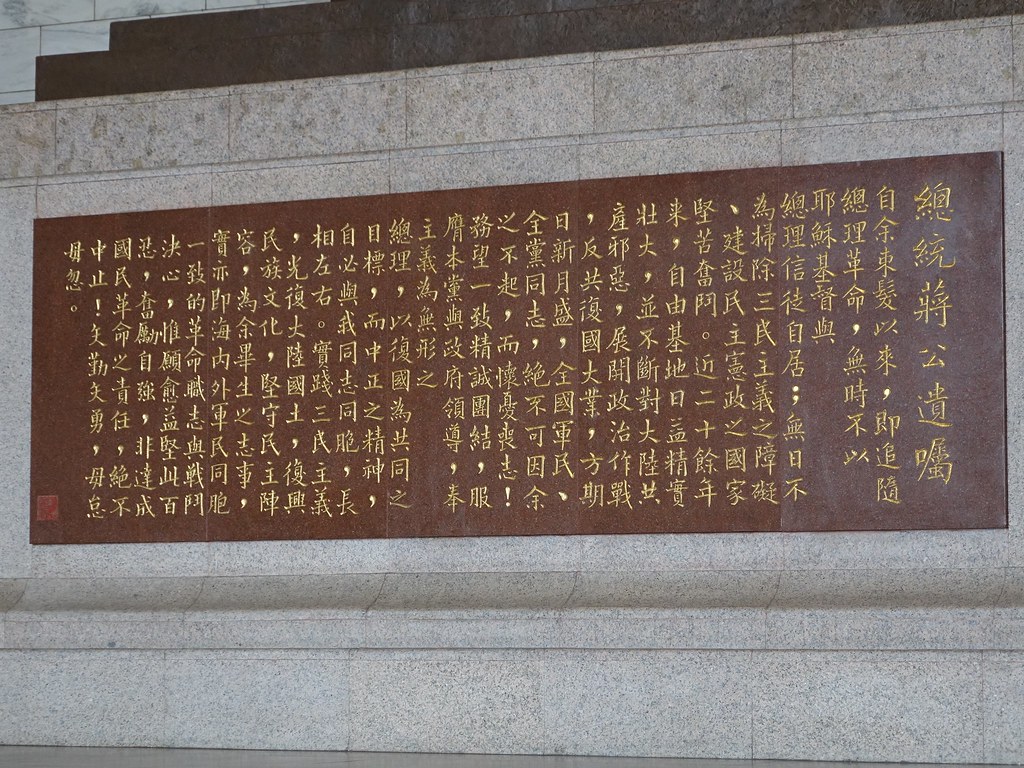 總統蔣公遺囑
自余束髮以來，即追隨
總理革命，無時不以
耶穌基督與
總理信徒自居；無日不
為掃除三民主義之障礙
、建設民主憲政之國家
堅苦奮鬥。近二十餘年
來，自由基地日益精實
壯大，並不斷對大陸共
產邪惡，展開政治作戰
，反共復國大業，方期
日新月盛，全國軍民、
全黨同志，絕不可因余
之不起，而懷憂喪志！
務望一致精誠團結，服
膺本黨與政府領導，奉
主義為無形之
總理，以復國為共同之
目標，而中正之精神，
自必與我同志同胞，長
相左右。實踐三民主義
，光復大陸國土，復興
民族文化，堅守民主陣
容，為余畢生之志事，
實亦即海內外軍民同胞
一致的革命職志與戰鬥
決心，惟願愈益堅此百
忍，奮勵自強，非達成
國民革命之責任，絕不
中止！矢勤矢勇，毋怠
毋忽。